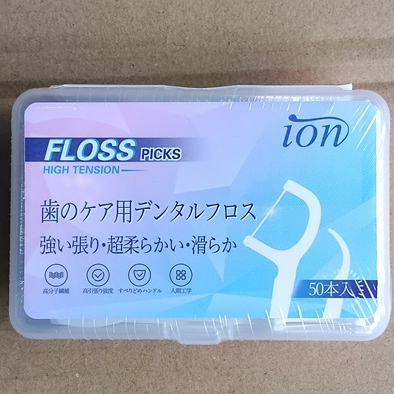 FLOSS PICKS
HIGH TENSION
ion
歯のケア用デンタルフロス
強い張り・超柔らかい・滑らか
高分子繊維 高引張り強度 すべりどめハンドル 人間工学
50本入